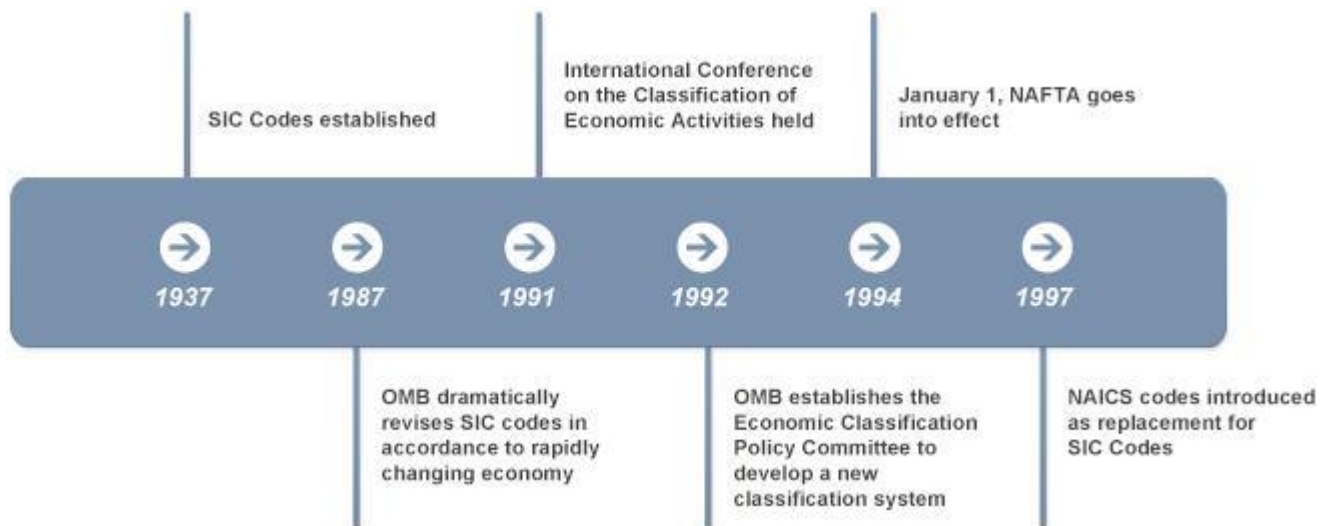 SIC Codes established
International Conference
on the Classification of
Economic Activities held
January 1, NAFTA goes
into effect
1937
1987
1991
1992
1994
1997
OMB dramatically
revises SIC codes in
accordance to rapidly
changing economy
OMB establishes the
Economic Classification
Policy Committee to
develop a new
classification system
NAICS codes introduced
as replacement for
SIC Codes